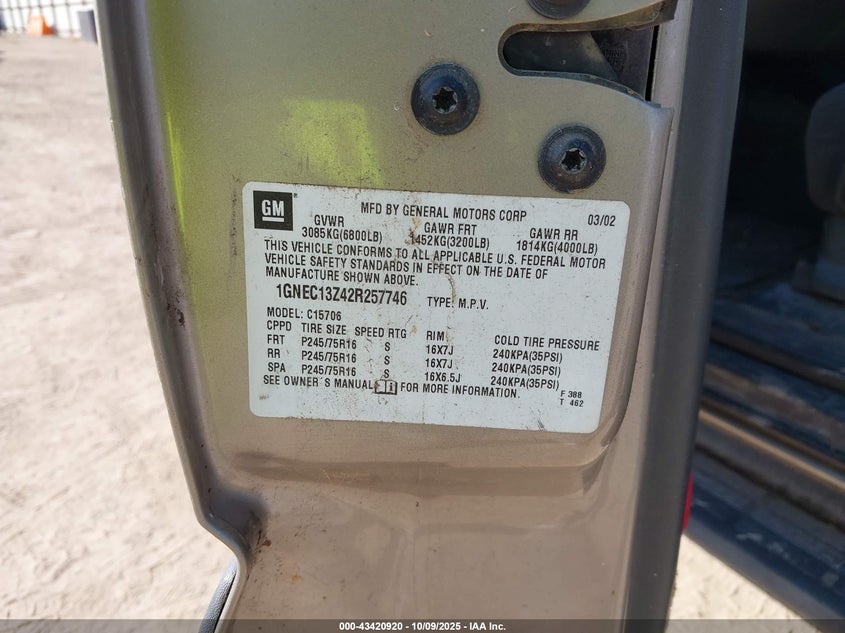 GM MFD BY GENERAL MOTORS CORP 03/02
GVWR GAWR FRT GAWR RR
3085KG(6800LB) 1452KG(3200LB) 1814KG(4000LB)
THIS VEHICLE CONFORMS TO ALL APPLICABLE U.S. FEDERAL MOTOR
VEHICLE SAFETY STANDARDS IN EFFECT ON THE DATE OF
MANUFACTURE SHOWN ABOVE.
1GNEC13Z42R257746 TYPE: M.P.V.
MODEL: C15706
CPPD TIRE SIZE SPEED RTG RIM COLD TIRE PRESSURE
FRT P245/75R16 S 16X7J 240KPA(35PSI)
RR P245/75R16 S 16X7J 240KPA(35PSI)
SPA P245/75R16 S 16X6.5J 240KPA(35PSI)
SEE OWNER'S MANUAL FOR MORE INFORMATION.
F 388
T 462
000-43420920 | 10/09/2025 | IAA Inc.